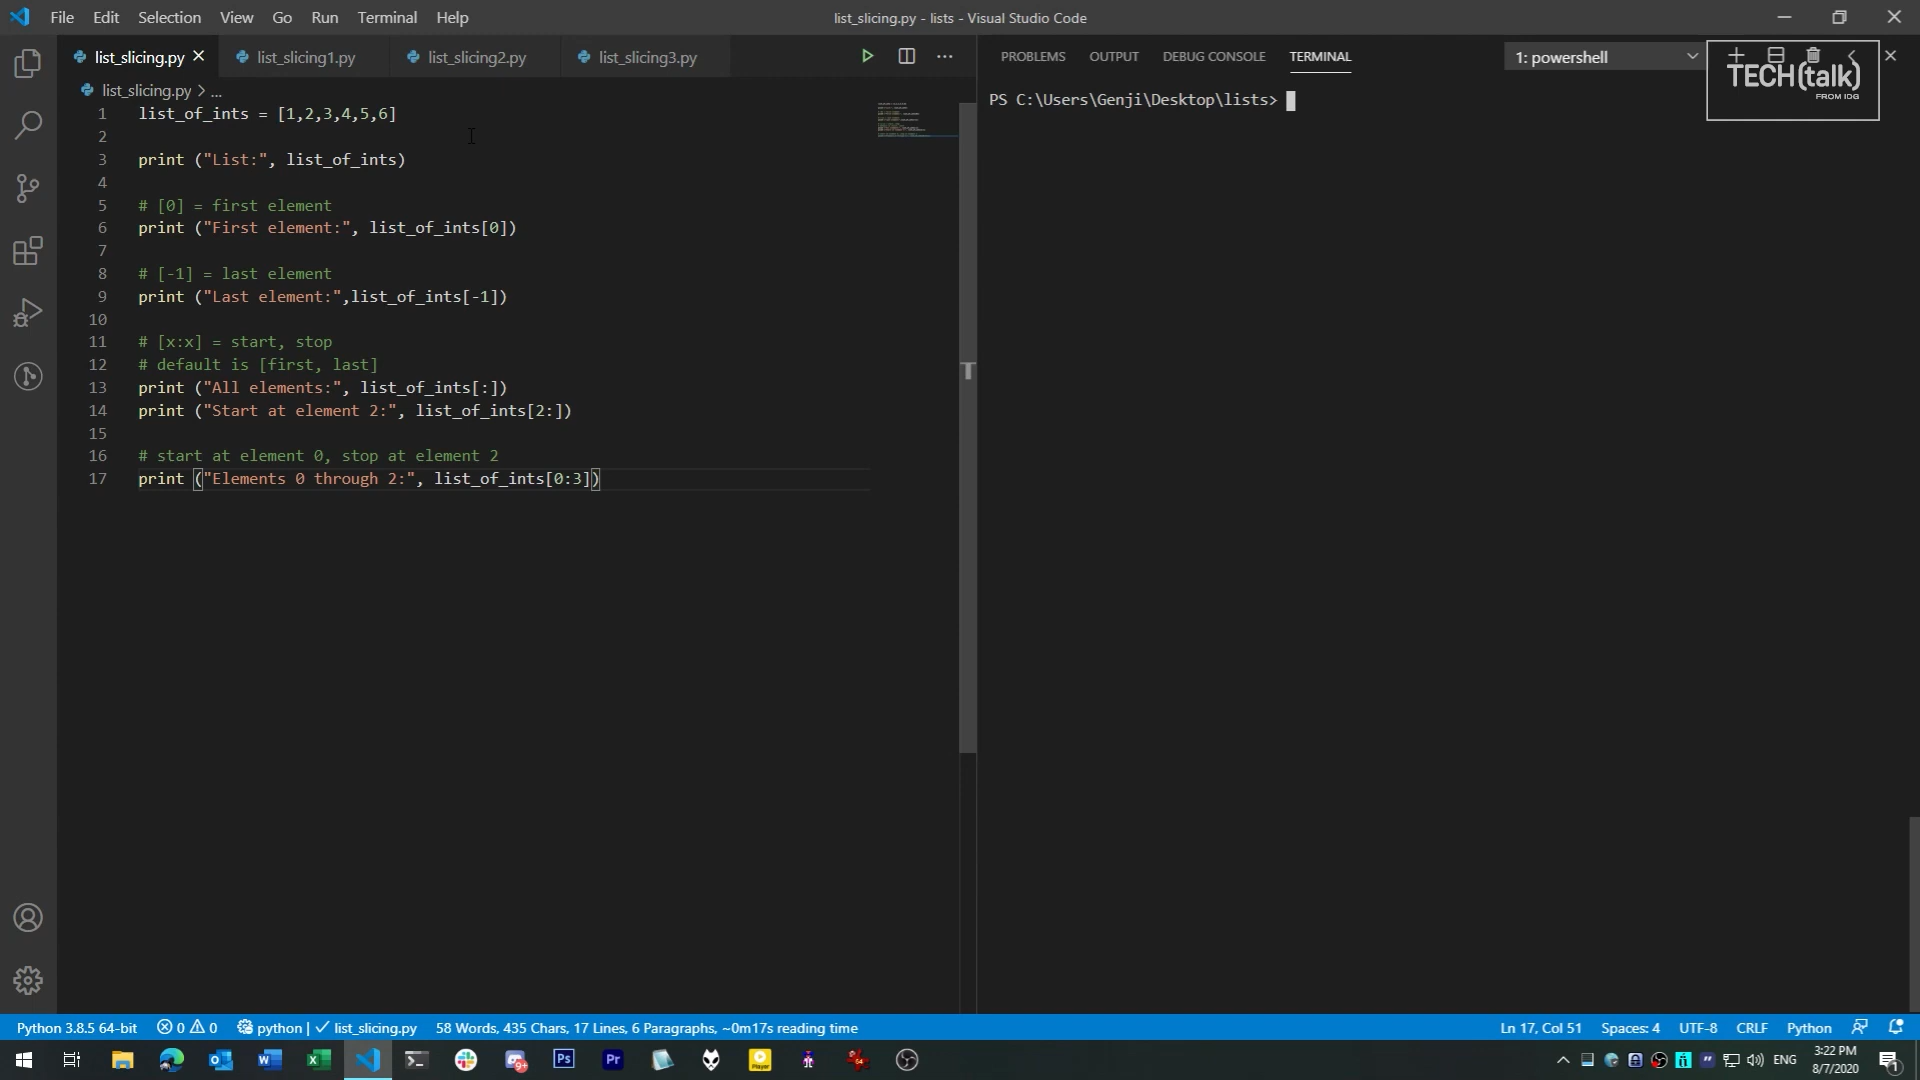 File Edit Selection View Go Run Terminal Help
list_slicing.py - lists - Visual Studio Code
list_slicing.py list_slicing1.py list_slicing2.py list_slicing3.py
PROBLEMS OUTPUT DEBUG CONSOLE TERMINAL
1: powershell
TECH(talk)
FROM IDG
list_slicing.py > ...
PS C:\Users\Genji\Desktop\lists>
1 list_of_ints = [1,2,3,4,5,6]
2
3 print ("List:", list_of_ints)
4
5 # [0] = first element
6 print ("First element:", list_of_ints[0])
7
8 # [-1] = last element
9 print ("Last element:",list_of_ints[-1])
10
11 # [x:x] = start, stop
12 # default is [first, last]
13 print ("All elements:", list_of_ints[:])
14 print ("Start at element 2:", list_of_ints[2:])
15
16 # start at element 0, stop at element 2
17 print ("Elements 0 through 2:", list_of_ints[0:3])
Python 3.8.5 64-bit 0 0 python | ✓ list_slicing.py 58 Words, 435 Chars, 17 Lines, 6 Paragraphs, ~0m17s reading time
Ln 17, Col 51 Spaces: 4 UTF-8 CRLF Python
Ps Pr Player
ENG
3:22 PM
8/7/2020
1